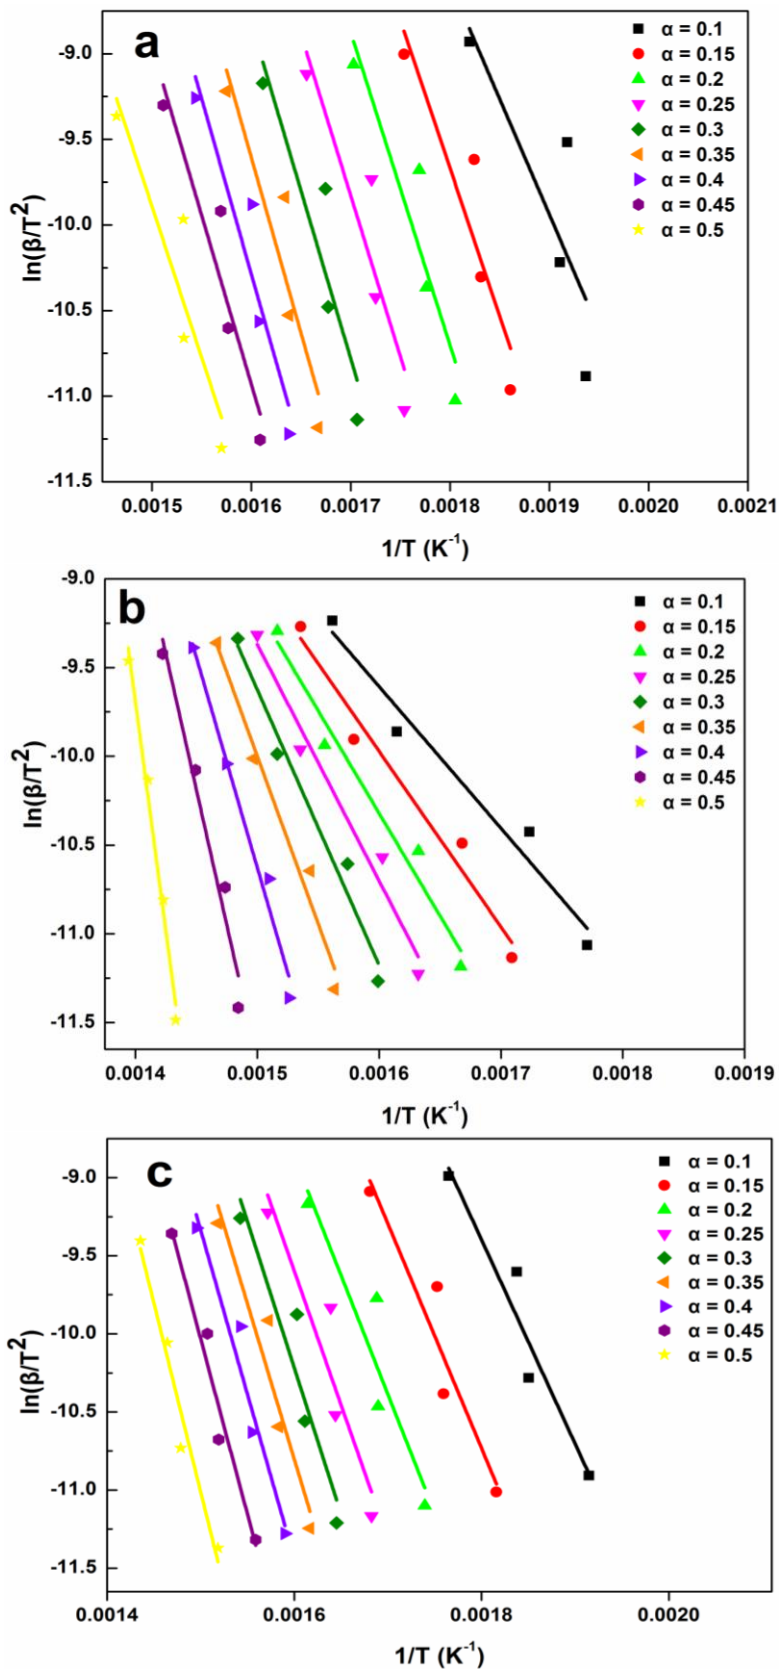 a
-9.0
-9.5
-10.0
-10.5
-11.0
-11.5
ln(β/T²)
α = 0.1
α = 0.15
α = 0.2
α = 0.25
α = 0.3
α = 0.35
α = 0.4
α = 0.45
α = 0.5
0.0015 0.0016 0.0017 0.0018 0.0019 0.0020 0.0021
1/T (K⁻¹)
b
-9.0
-9.5
-10.0
-10.5
-11.0
-11.5
ln(β/T²)
α = 0.1
α = 0.15
α = 0.2
α = 0.25
α = 0.3
α = 0.35
α = 0.4
α = 0.45
α = 0.5
0.0014 0.0015 0.0016 0.0017 0.0018 0.0019
1/T (K⁻¹)
c
-9.0
-9.5
-10.0
-10.5
-11.0
-11.5
ln(β/T²)
α = 0.1
α = 0.15
α = 0.2
α = 0.25
α = 0.3
α = 0.35
α = 0.4
α = 0.45
α = 0.5
0.0014 0.0016 0.0018 0.0020
1/T (K⁻¹)